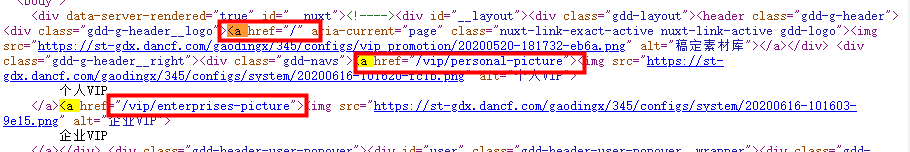 <body >
<div data-server-rendered="true" id="__nuxt"><!----><div id="__layout"><div class="gdd-layout"><header class="gdd-g-header">
<div class="gdd-g-header__logo"><a href="/" aria-current="page" class="nuxt-link-exact-active nuxt-link-active gdd-logo"><img
src="https://st-gdx.dancf.com/gaodingx/345/configs/vip_promotion/20200520-181732-eb6a.png" alt="稿定素材库"></a></div> <div
class="gdd-g-header__right"><div class="gdd-navs"><a href="/vip/personal-picture"><img src="https://st-
gdx.dancf.com/gaodingx/345/configs/system/20200616-101620-fc1b.png" alt="个人VIP">
个人VIP
</a><a href="/vip/enterprises-picture"><img src="https://st-gdx.dancf.com/gaodingx/345/configs/system/20200616-101603-
9e15.png" alt="企业VIP">
企业VIP
</a></div> <div class="gdd-header-user-popover"><div id="user" class="gdd-header-user-popover__wrapper"><div class="gdd-